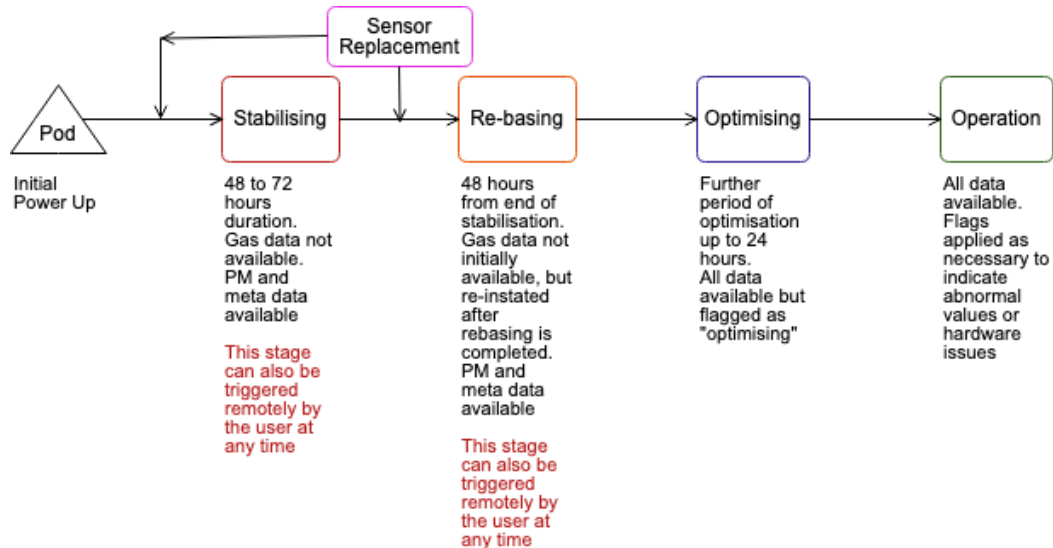 Sensor
Replacement
Pod
Stabilising
Re-basing
Optimising
Operation
Initial
Power Up
48 to 72
hours
duration.
Gas data not
available.
PM and
meta data
available
This stage
can also be
triggered
remotely by
the user at
any time
48 hours
from end of
stabilisation.
Gas data not
initially
available, but
re-instated
after
rebasing is
completed.
PM and
meta data
available
This stage
can also be
triggered
remotely by
the user at
any time
Further
period of
optimisation
up to 24
hours.
All data
available but
flagged as
"optimising"
All data
available.
Flags
applied as
necessary to
indicate
abnormal
values or
hardware
issues